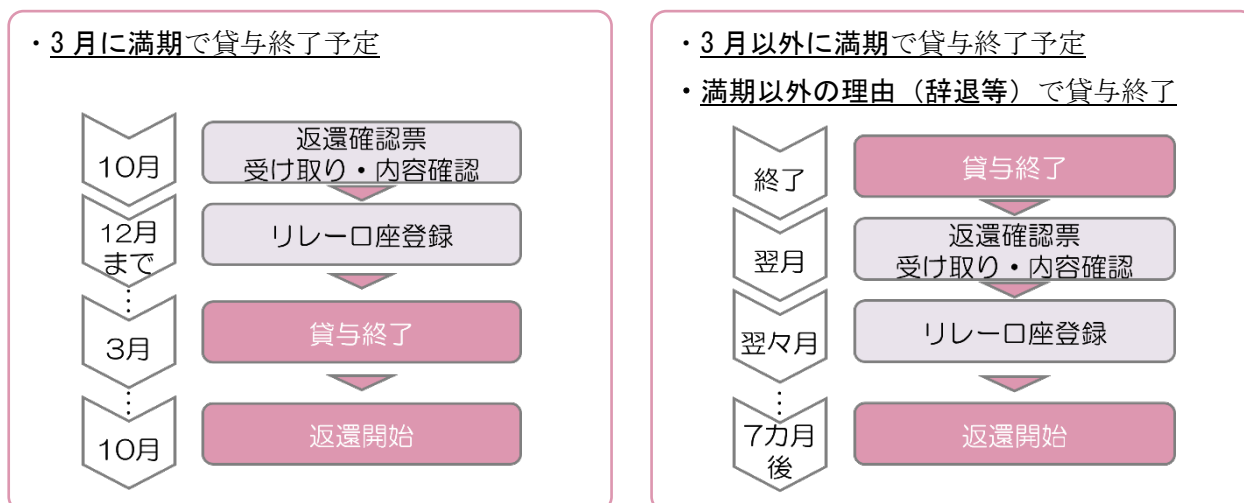 ・3月に満期で貸与終了予定
10月
返還確認票
受け取り・内容確認
12月
まで
リレー口座登録
3月
貸与終了
10月
返還開始
・3月以外に満期で貸与終了予定
・満期以外の理由（辞退等）で貸与終了
終了
貸与終了
翌月
返還確認票
受け取り・内容確認
翌々月
リレー口座登録
7カ月
後
返還開始